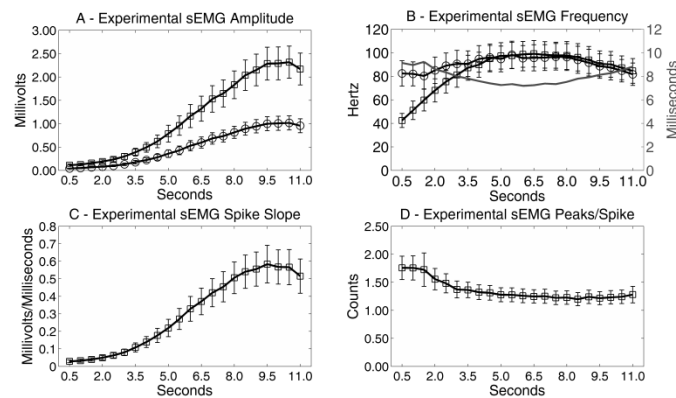 A - Experimental sEMG Amplitude
Millivolts
3.00
2.50
2.00
1.50
1.00
0.50
0.00
0.5 2.0 3.5 5.0 6.5 8.0 9.5 11.0
Seconds
B - Experimental sEMG Frequency
Hertz
120
100
80
60
40
20
0
12
10
8
6
4
2
0
Milliseconds
0.5 2.0 3.5 5.0 6.5 8.0 9.5 11.0
Seconds
C - Experimental sEMG Spike Slope
Millivolts/Milliseconds
0.8
0.7
0.6
0.5
0.4
0.3
0.2
0.1
0
0.5 2.0 3.5 5.0 6.5 8.0 9.5 11.0
Seconds
D - Experimental sEMG Peaks/Spike
Counts
2.50
2.00
1.50
1.00
0.50
0.00
0.5 2.0 3.5 5.0 6.5 8.0 9.5 11.0
Seconds